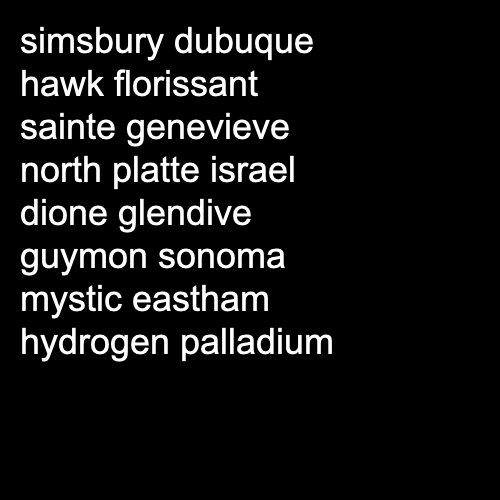 simsbury dubuque
hawk florissant
sainte genevieve
north platte israel
dione glendive
guymon sonoma
mystic eastham
hydrogen palladium